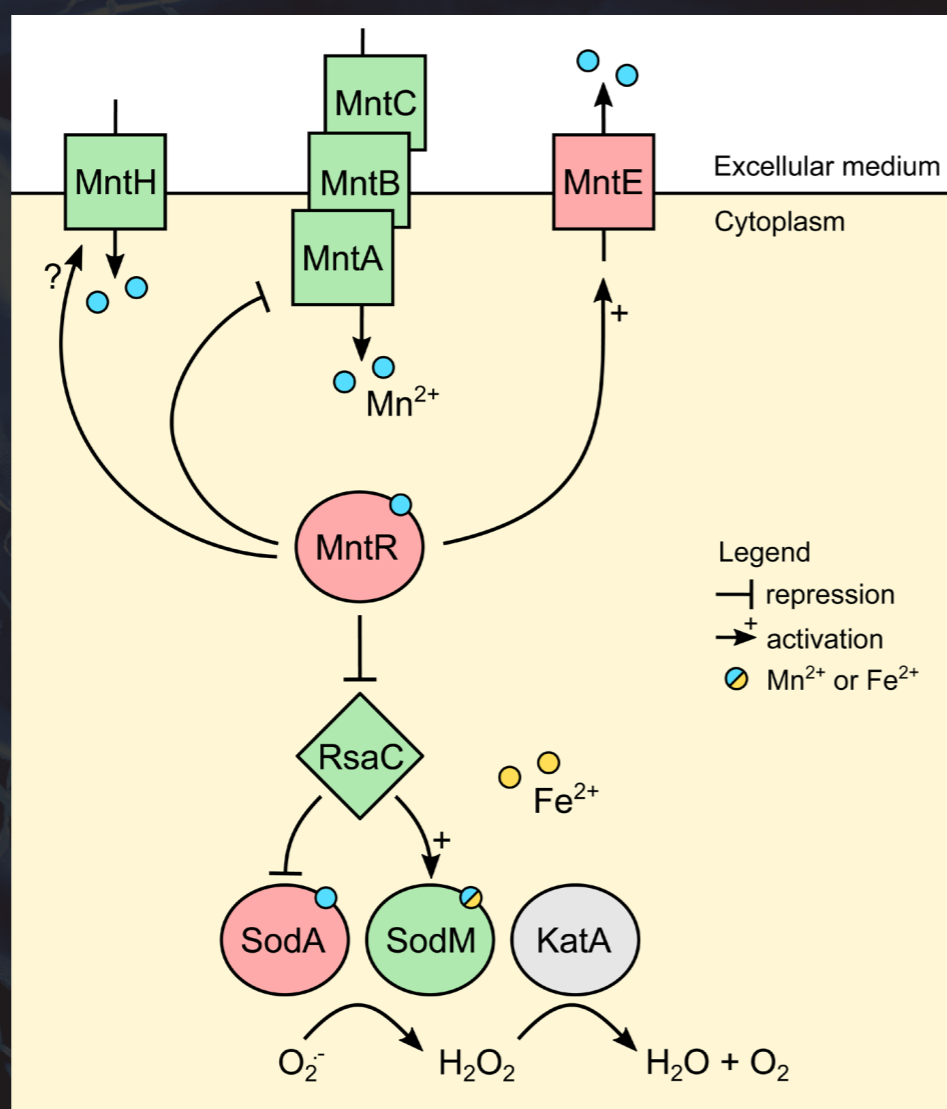 MntC
MntH
MntB
MntE
Excellular medium
Cytoplasm
MntA
?
+
Mn²⁺
MntR
Legend
repression
+
activation
Mn²⁺ or Fe²⁺
RsaC
Fe²⁺
+
SodA
SodM
KatA
O₂·⁻
H₂O₂
H₂O + O₂